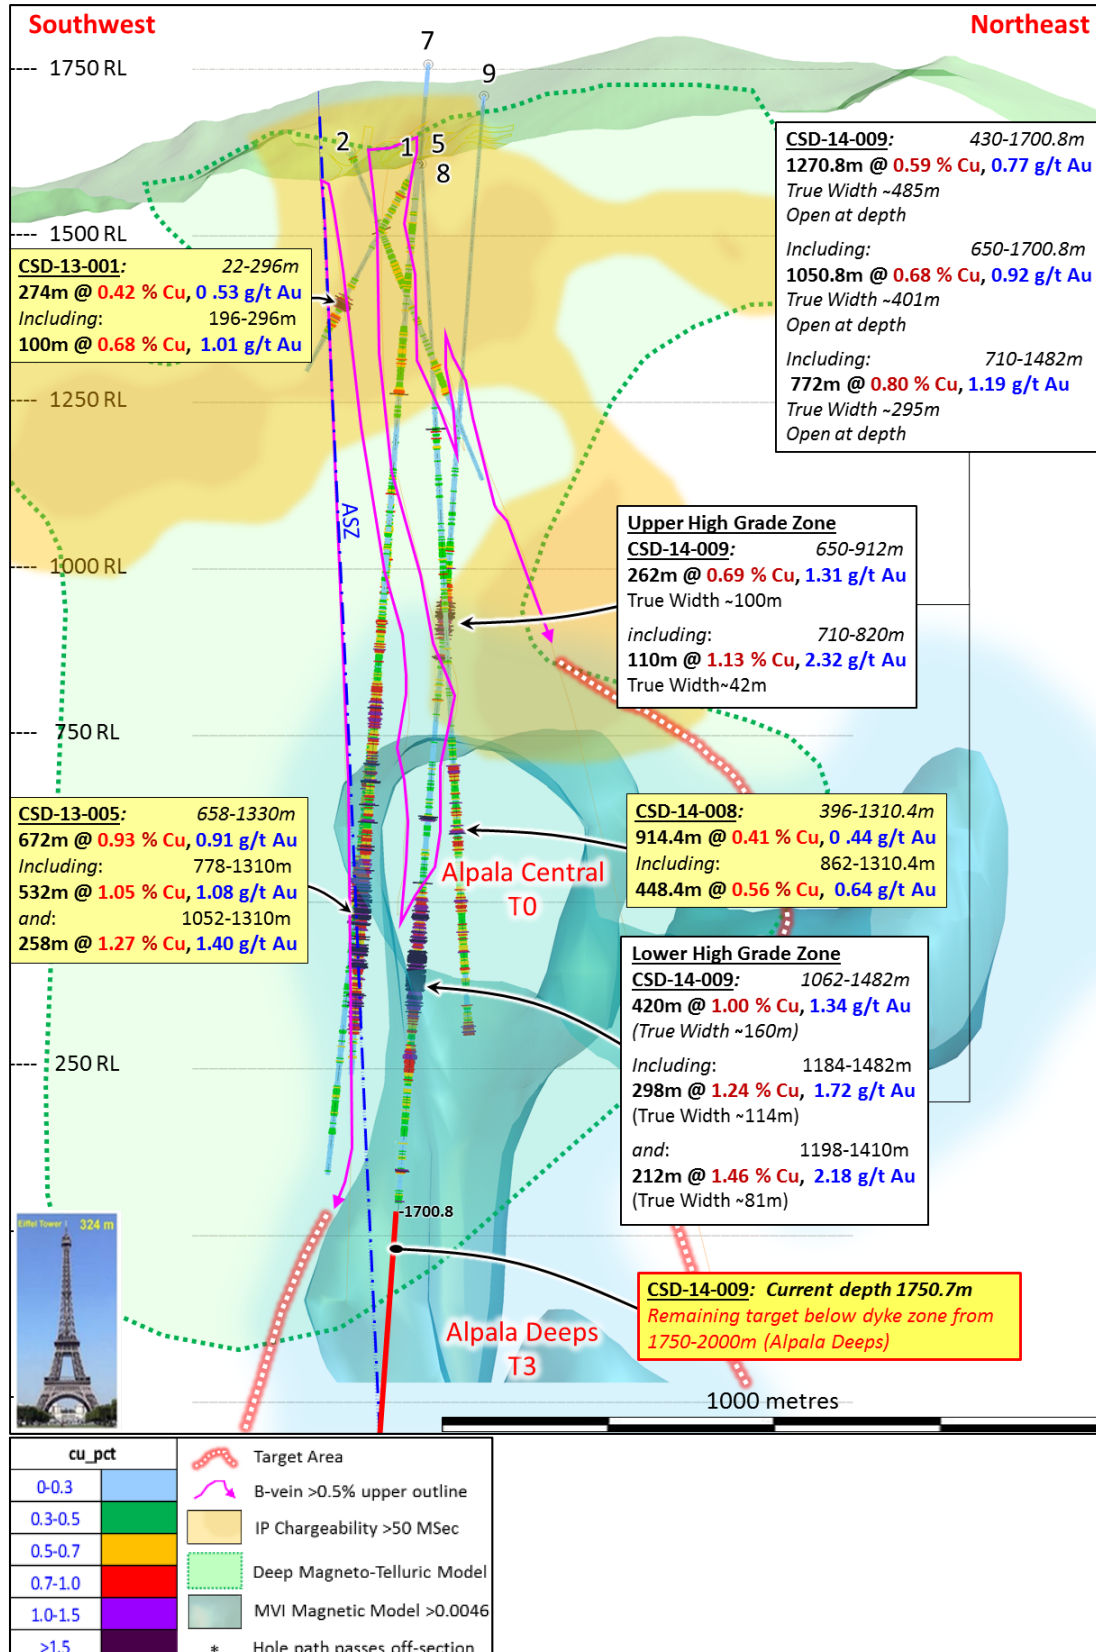 Southwest
Northeast
7
1750 RL
9
2
1
5
8
CSD-14-009: 430-1700.8m
1270.8m @ 0.59 % Cu, 0.77 g/t Au
True Width ~485m
Open at depth
Including: 650-1700.8m
1050.8m @ 0.68 % Cu, 0.92 g/t Au
True Width ~401m
Open at depth
Including: 710-1482m
772m @ 0.80 % Cu, 1.19 g/t Au
True Width ~295m
Open at depth
1500 RL
CSD-13-001: 22-296m
274m @ 0.42 % Cu, 0 .53 g/t Au
Including: 196-296m
100m @ 0.68 % Cu, 1.01 g/t Au
1250 RL
ASZ
Upper High Grade Zone
CSD-14-009: 650-912m
262m @ 0.69 % Cu, 1.31 g/t Au
True Width ~100m
including: 710-820m
110m @ 1.13 % Cu, 2.32 g/t Au
True Width~42m
1000 RL
750 RL
CSD-13-005: 658-1330m
672m @ 0.93 % Cu, 0.91 g/t Au
Including: 778-1310m
532m @ 1.05 % Cu, 1.08 g/t Au
and: 1052-1310m
258m @ 1.27 % Cu, 1.40 g/t Au
CSD-14-008: 396-1310.4m
914.4m @ 0.41 % Cu, 0 .44 g/t Au
Including: 862-1310.4m
448.4m @ 0.56 % Cu, 0.64 g/t Au
Alpala Central
T0
Lower High Grade Zone
CSD-14-009: 1062-1482m
420m @ 1.00 % Cu, 1.34 g/t Au
(True Width ~160m)
Including: 1184-1482m
298m @ 1.24 % Cu, 1.72 g/t Au
(True Width ~114m)
and: 1198-1410m
212m @ 1.46 % Cu, 2.18 g/t Au
(True Width ~81m)
250 RL
-1700.8
Eiffel Tower 324 m
CSD-14-009: Current depth 1750.7m
Remaining target below dyke zone from
1750-2000m (Alpala Deeps)
Alpala Deeps
T3
1000 metres
cu_pct
0-0.3
0.3-0.5
0.5-0.7
0.7-1.0
1.0-1.5
>1.5
Target Area
B-vein >0.5% upper outline
IP Chargeability >50 MSec
Deep Magneto-Telluric Model
MVI Magnetic Model >0.0046
* Hole path passes off-section